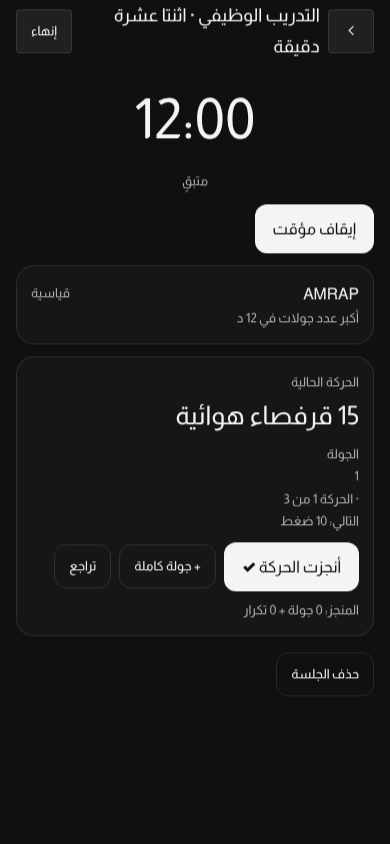 التدريب الوظيفي · اثنتا عشرة
دقيقة
إنهاء
12:00
متبقٍ
إيقاف مؤقت
AMRAP
قياسية
أكبر عدد جولات في 12 د
الحركة الحالية
15 قرفصاء هوائية
الجولة
1
· الحركة 1 من 3
التالي: 10 ضغط
أنجزت الحركة ✔
+ جولة كاملة
تراجع
المنجز: 0 جولة + 0 تكرار
حذف الجلسة